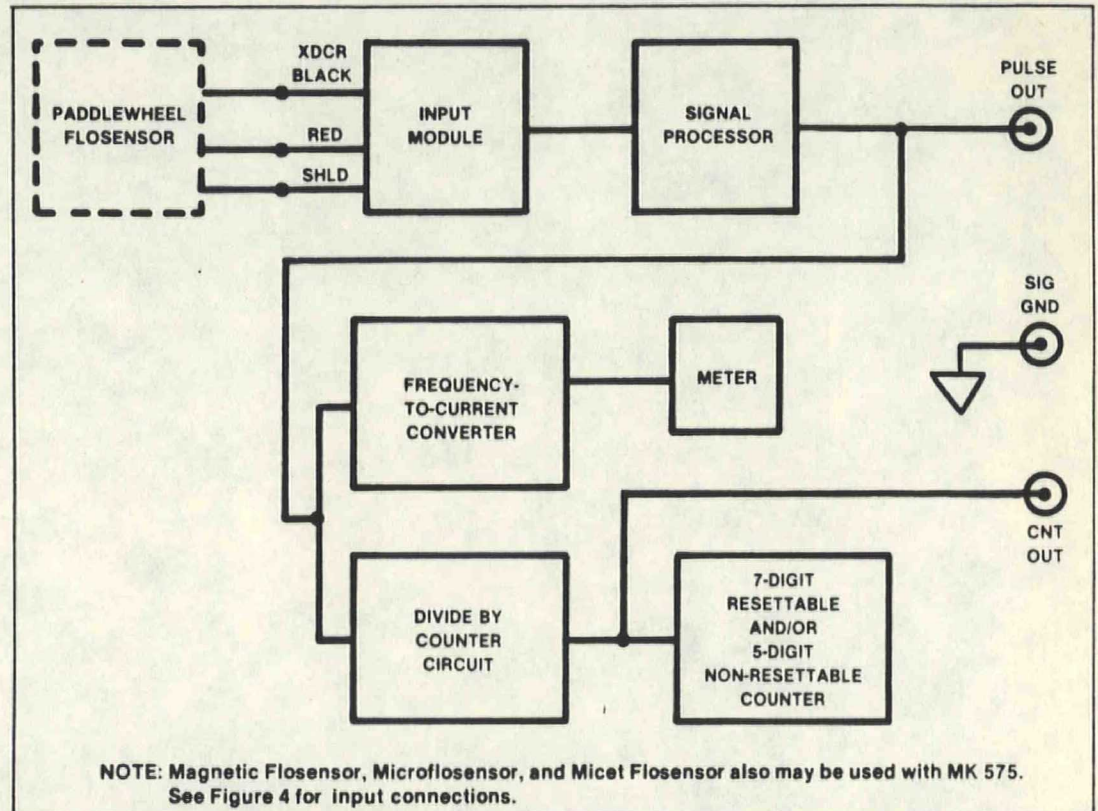 XDCR
BLACK
PADDLEWHEEL
FLOSENSOR
RED
SHLD
INPUT
MODULE
SIGNAL
PROCESSOR
PULSE
OUT
SIG
GND
FREQUENCY-
TO-CURRENT
CONVERTER
METER
CNT
OUT
DIVIDE BY
COUNTER
CIRCUIT
7-DIGIT
RESETTABLE
AND/OR
5-DIGIT
NON-RESETTABLE
COUNTER
NOTE: Magnetic Flosensor, Microflosensor, and Micet Flosensor also may be used with MK 575.
See Figure 4 for input connections.